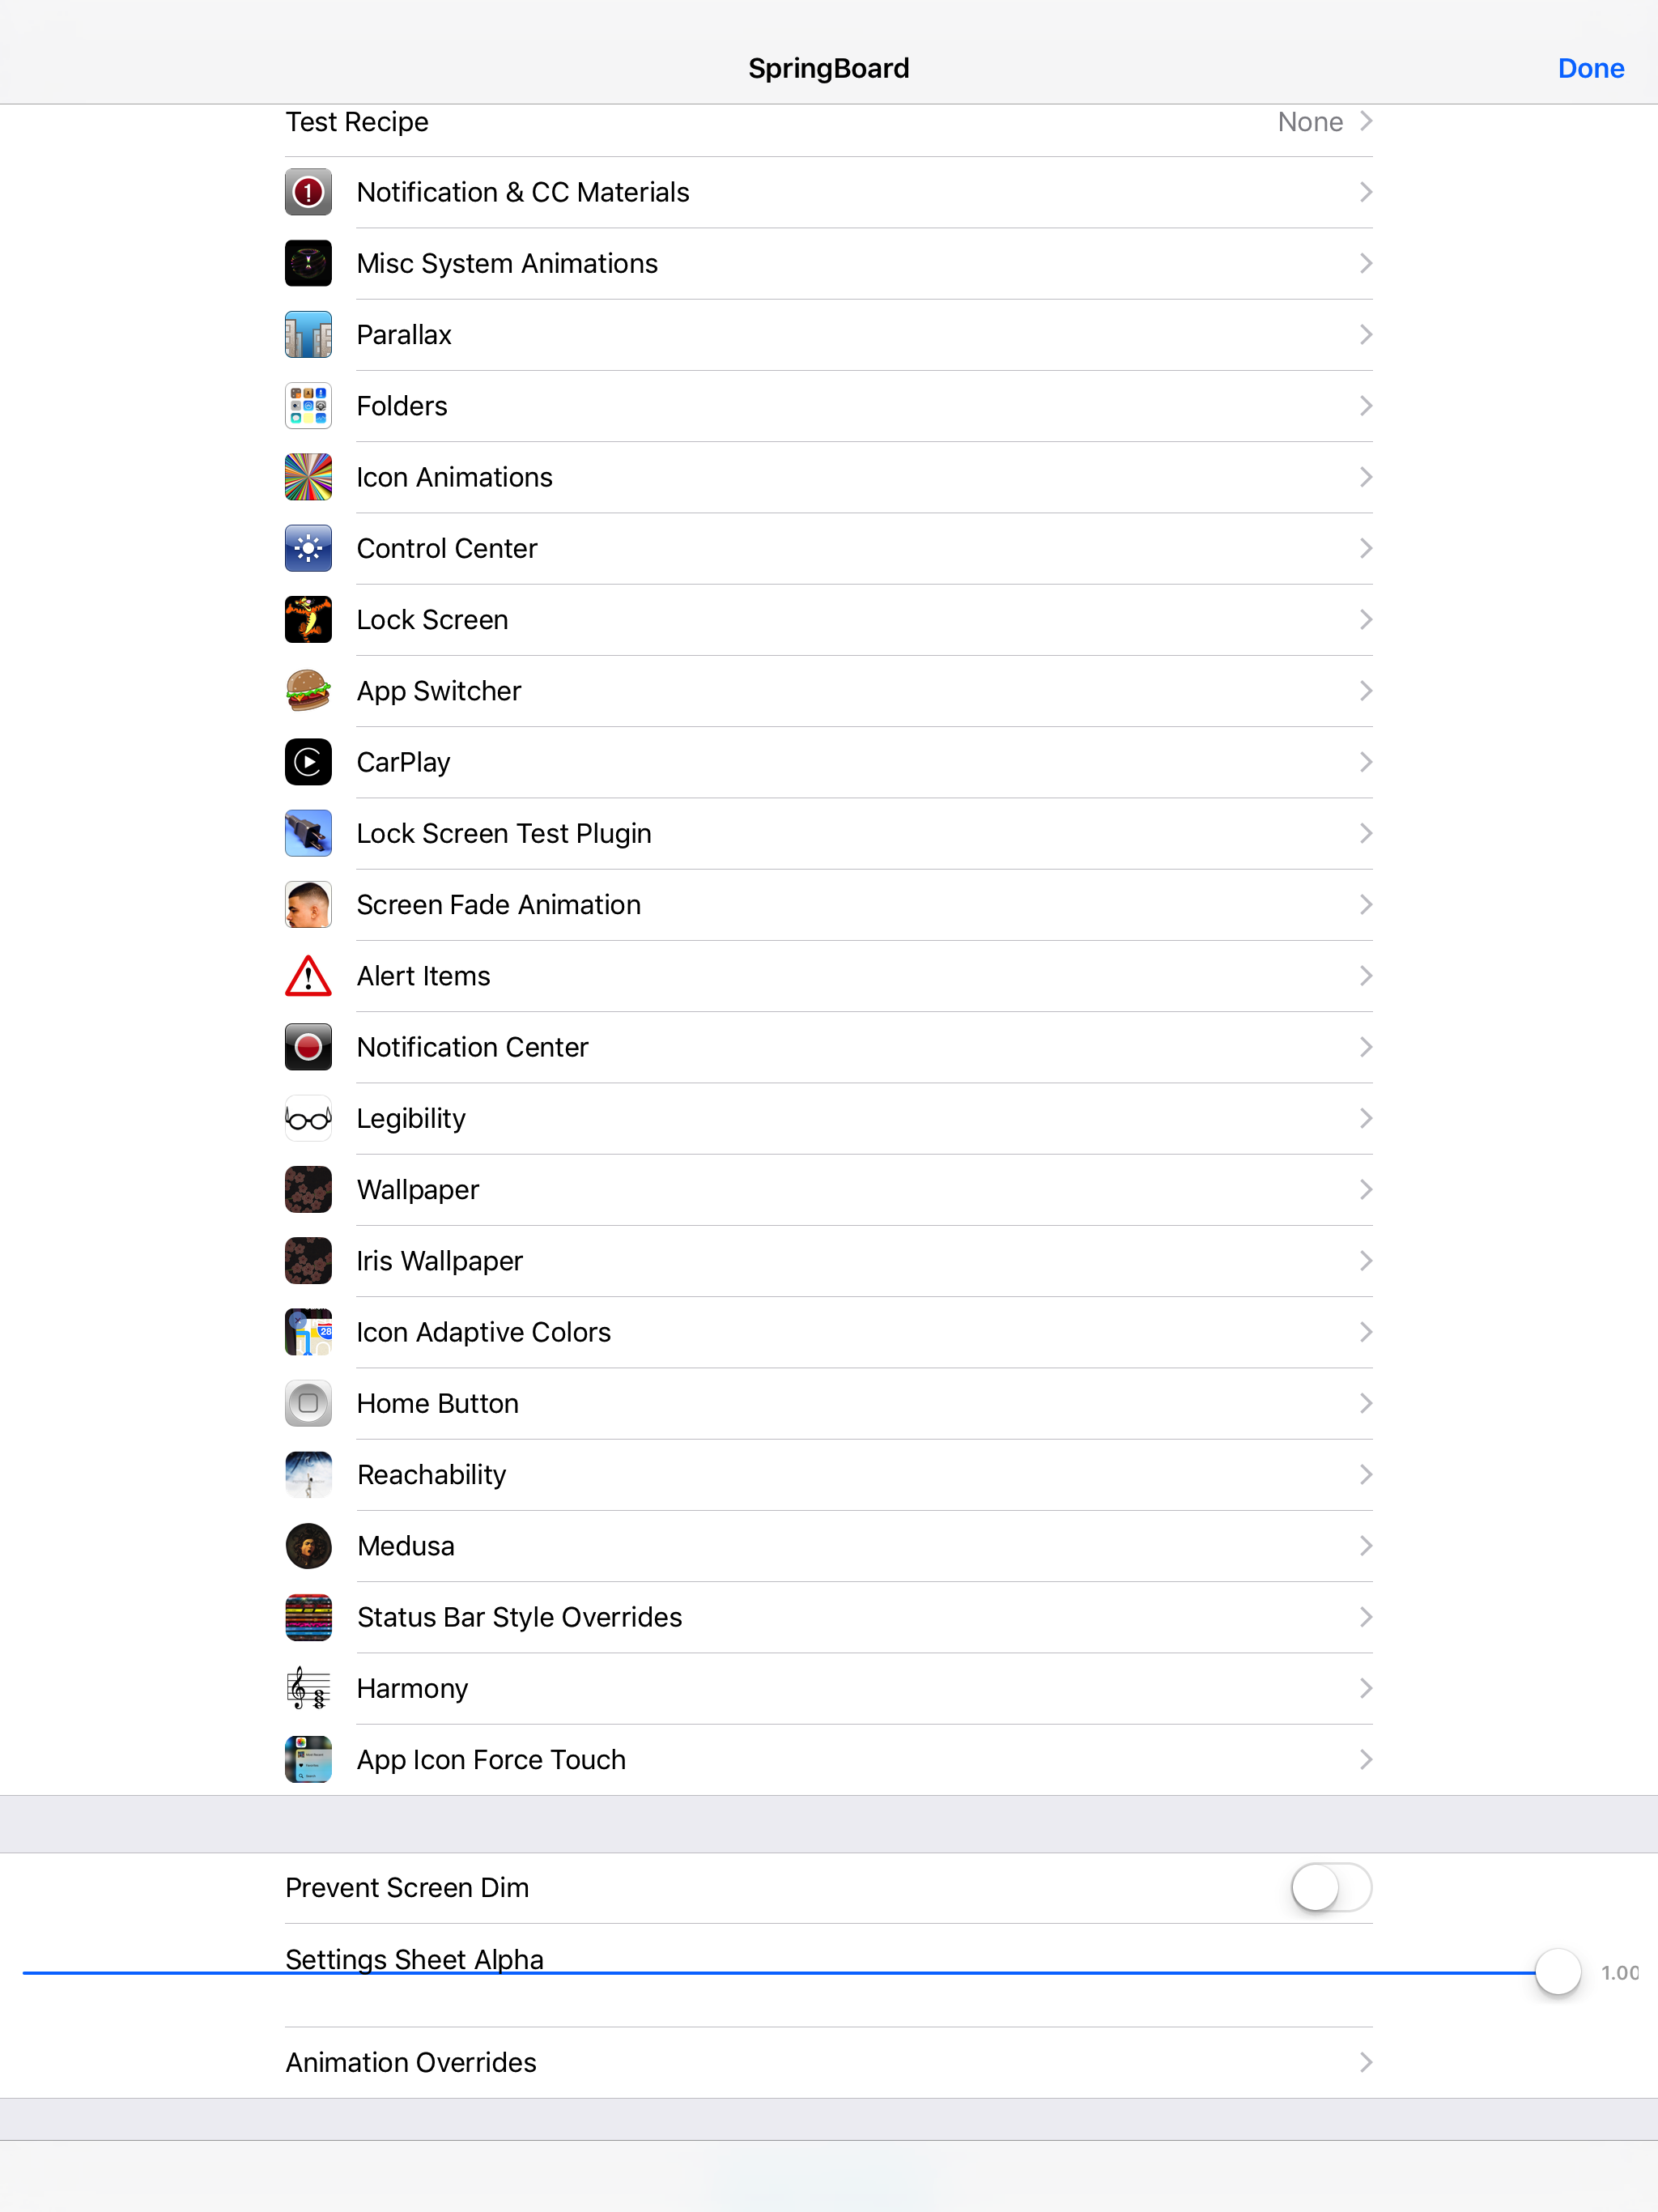 SpringBoard
Done
Test Recipe
None
Notification & CC Materials
Misc System Animations
Parallax
Folders
Icon Animations
Control Center
Lock Screen
App Switcher
CarPlay
Lock Screen Test Plugin
Screen Fade Animation
Alert Items
Notification Center
Legibility
Wallpaper
Iris Wallpaper
28
Icon Adaptive Colors
Home Button
Reachability
Medusa
Status Bar Style Overrides
Harmony
App Icon Force Touch
Prevent Screen Dim
Settings Sheet Alpha
1.00
Animation Overrides